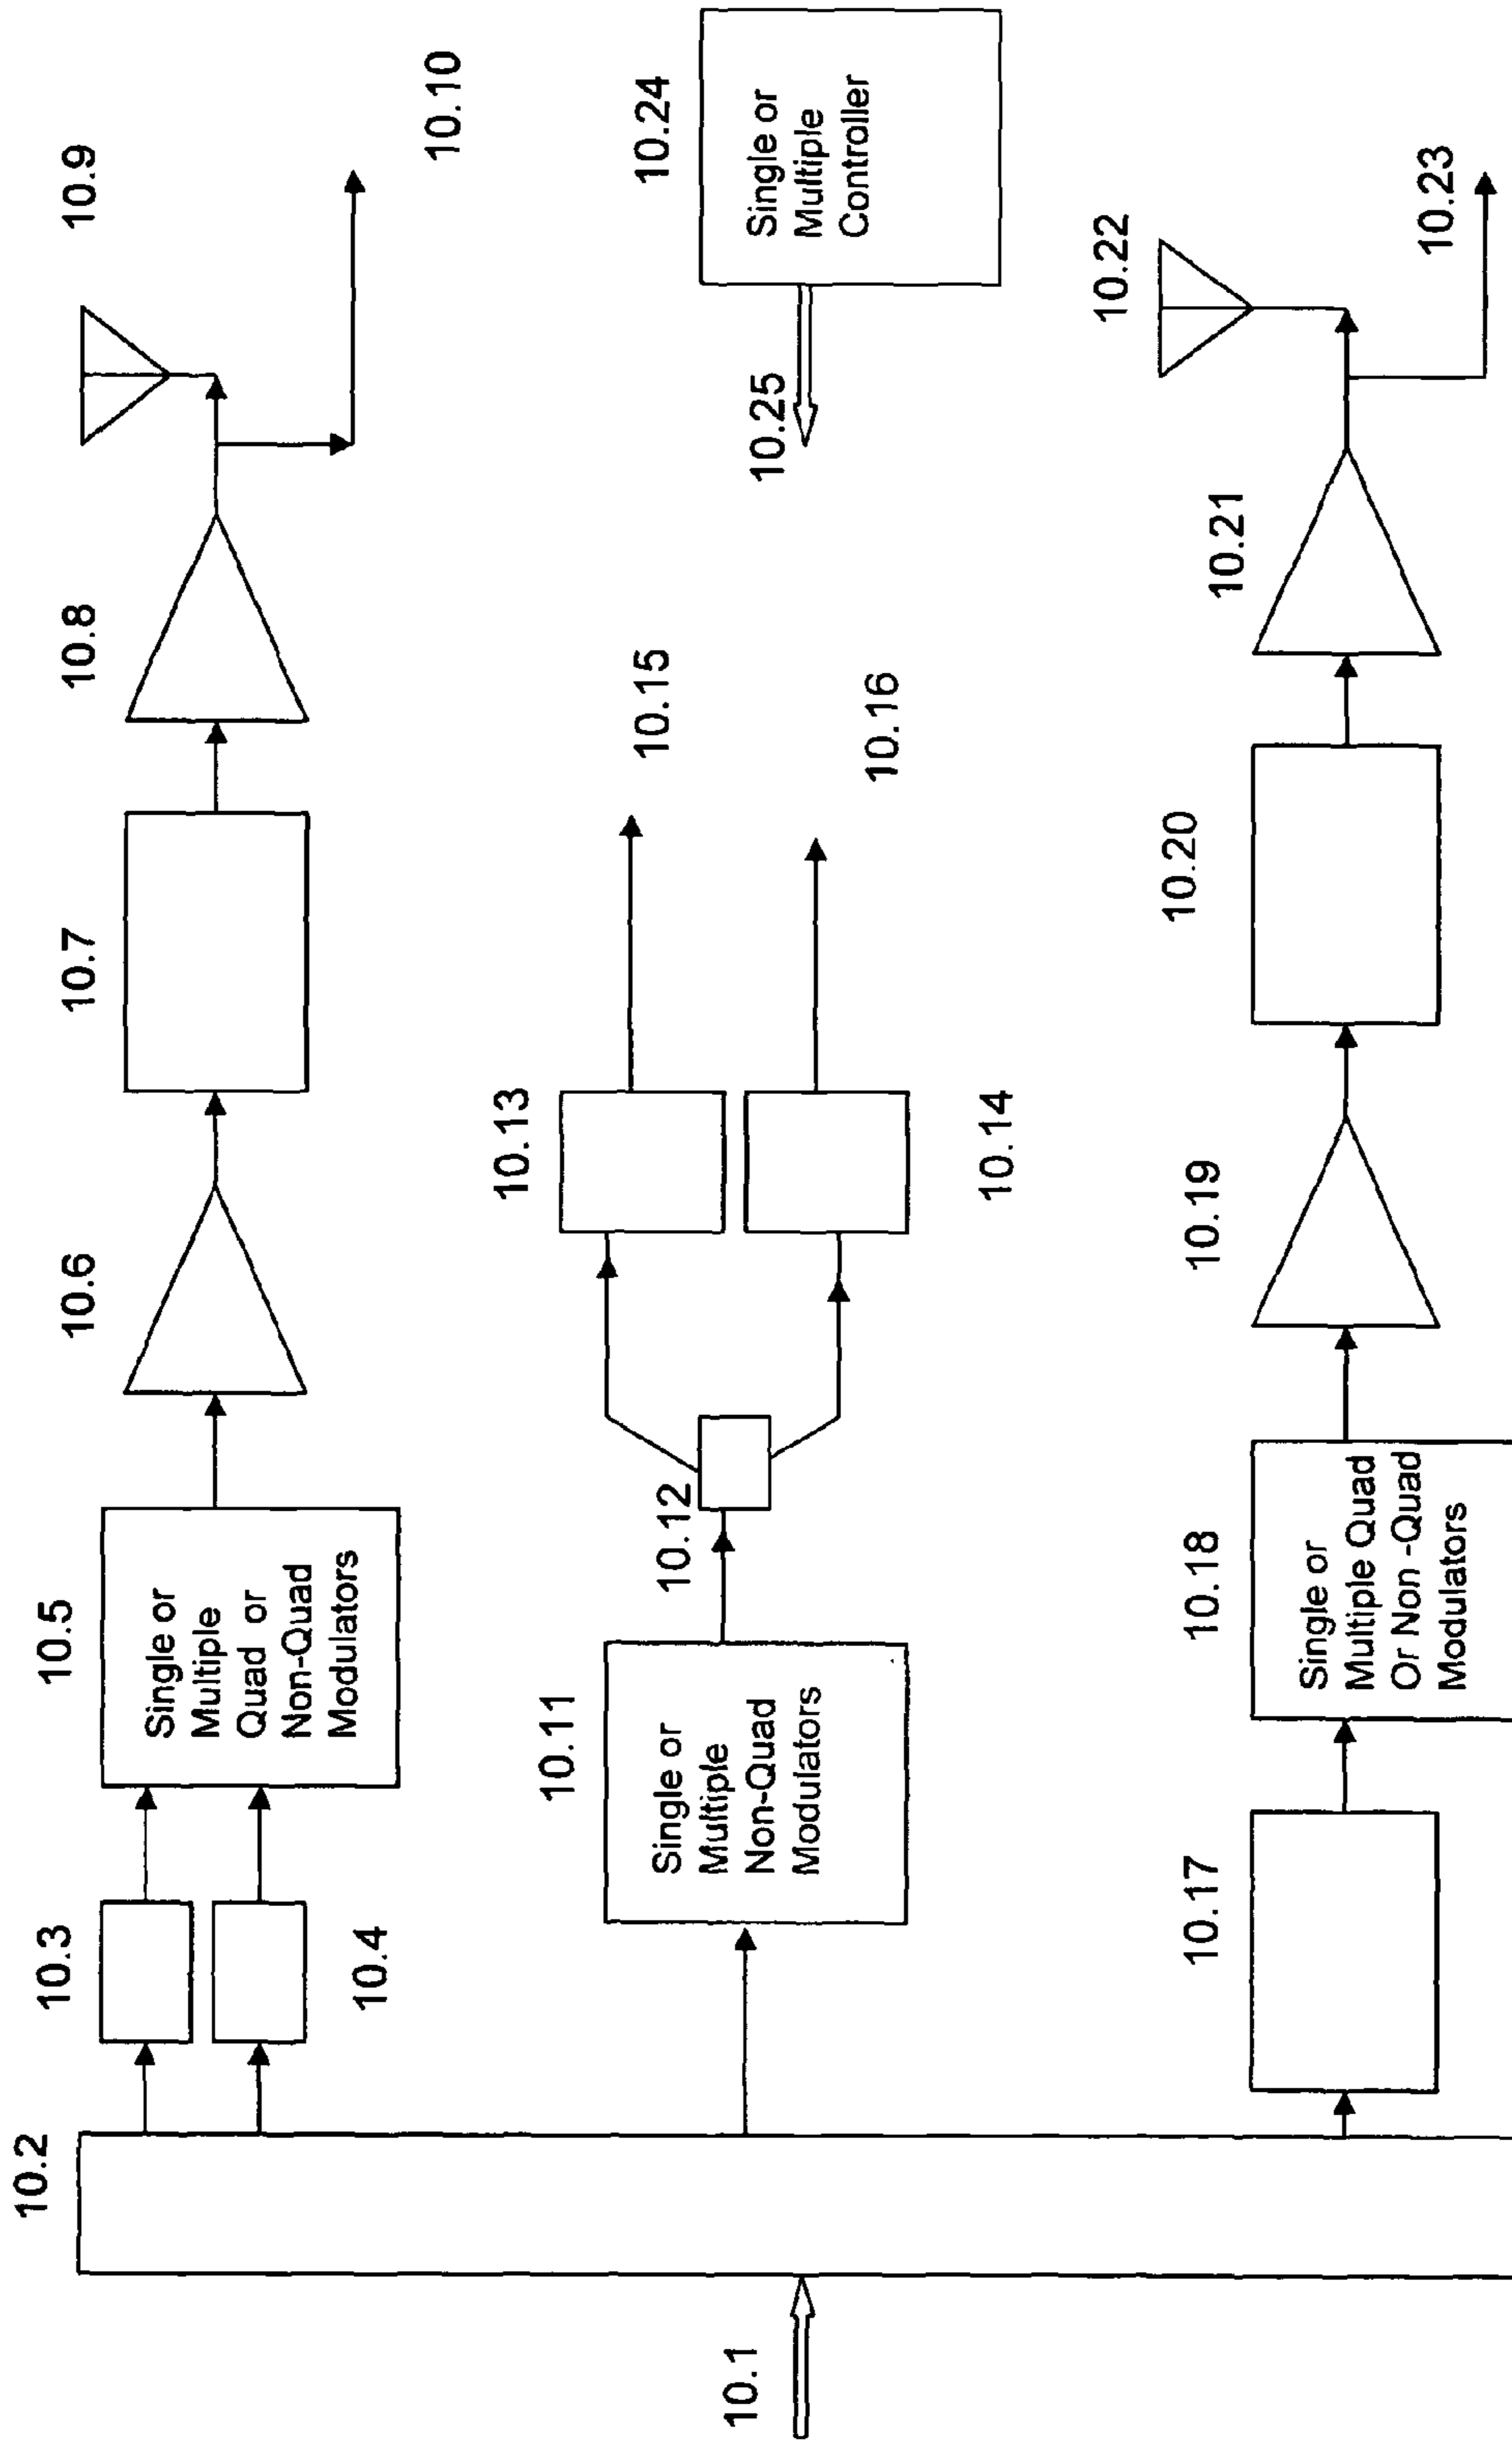 10.9
10.10
10.8
10.7
10.6
10.5
Single or
Multiple
Quad or
Non-Quad
Modulators
10.3
10.4
10.2
10.1
10.24
Single or
Multiple
Controller
10.25
10.15
10.16
10.13
10.14
10.12
10.11
Single or
Multiple
Non-Quad
Modulators
10.22
10.23
10.21
10.20
10.19
10.18
Single or
Multiple Quad
Or Non -Quad
Modulators
10.17